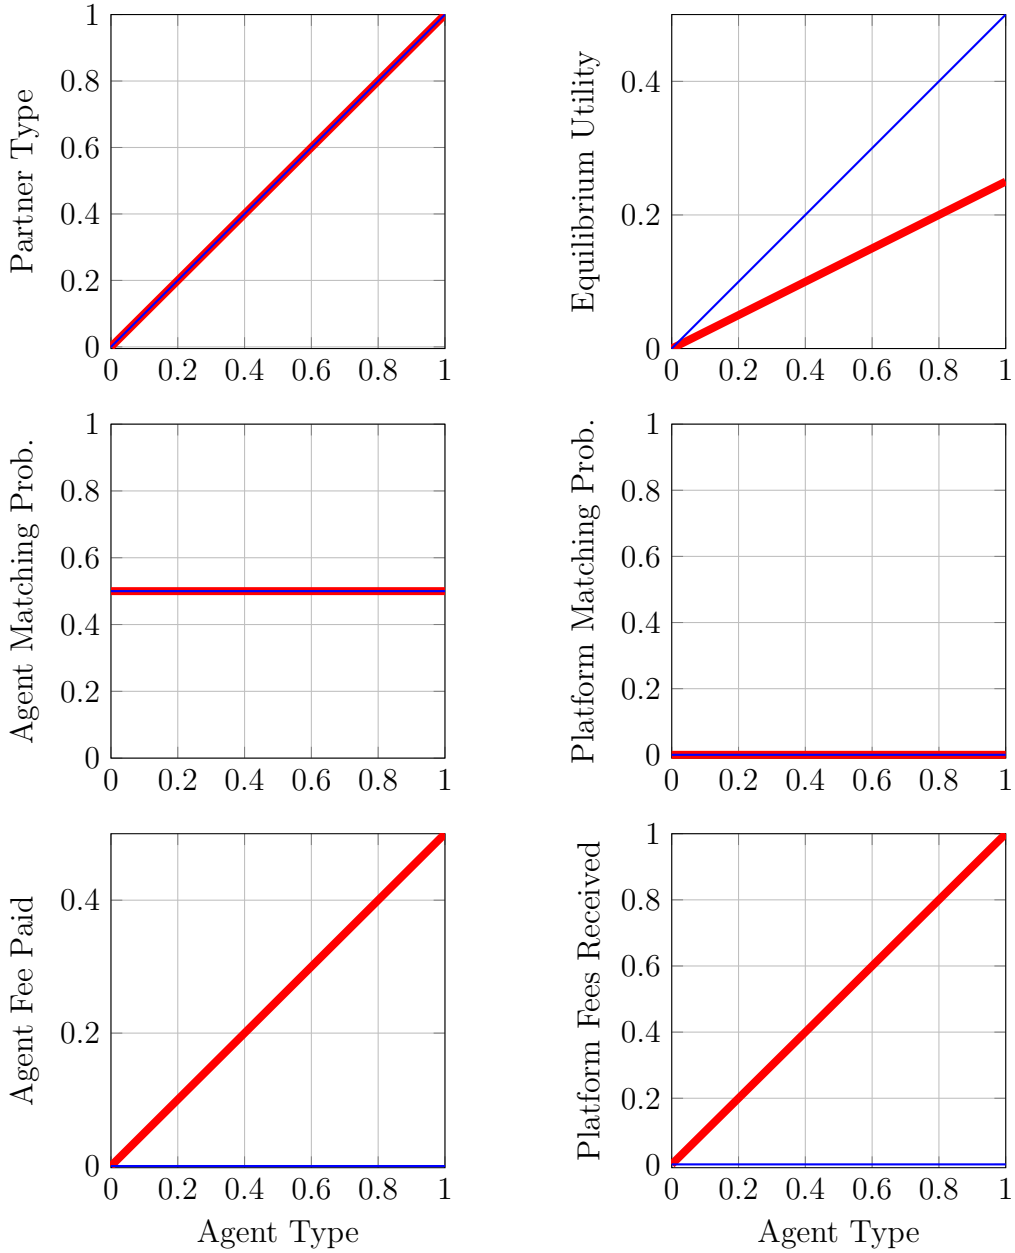 Partner Type
1
0.8
0.6
0.4
0.2
0
0 0.2 0.4 0.6 0.8 1
Equilibrium Utility
0.4
0.2
0
0 0.2 0.4 0.6 0.8 1
Agent Matching Prob.
1
0.8
0.6
0.4
0.2
0
0 0.2 0.4 0.6 0.8 1
Platform Matching Prob.
1
0.8
0.6
0.4
0.2
0
0 0.2 0.4 0.6 0.8 1
Agent Fee Paid
0.4
0.2
0
0 0.2 0.4 0.6 0.8 1
Agent Type
Platform Fees Received
1
0.8
0.6
0.4
0.2
0
0 0.2 0.4 0.6 0.8 1
Agent Type